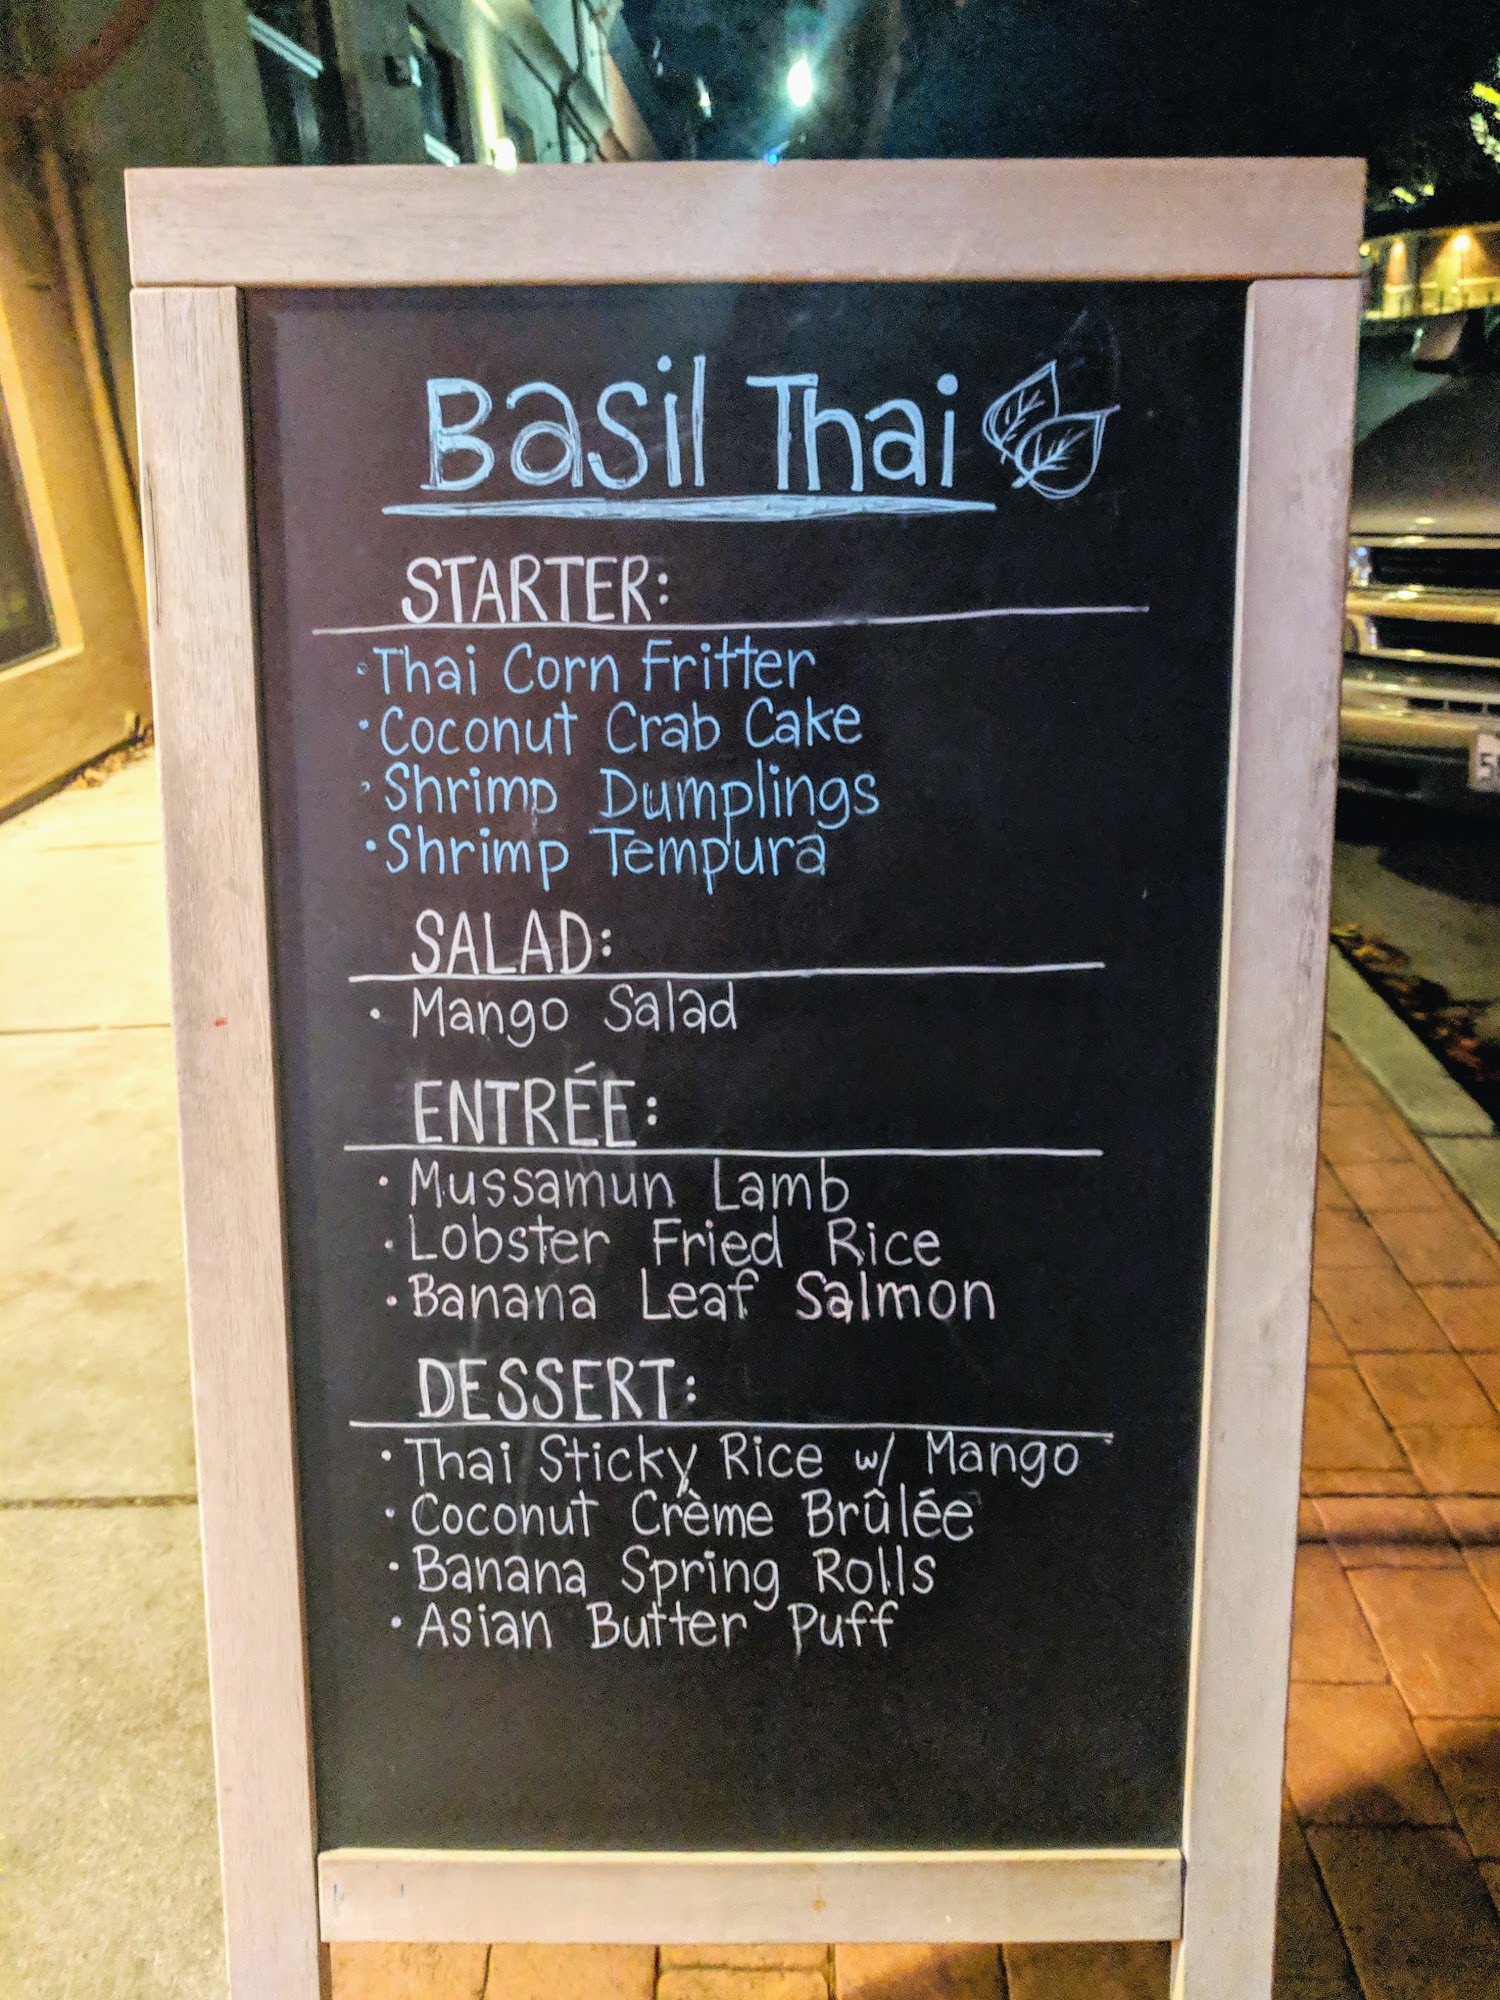 Basil Thai
STARTER:
• Thai Corn Fritter
• Coconut Crab Cake
• Shrimp Dumplings
• Shrimp Tempura
SALAD:
• Mango Salad
ENTRÉE:
• Mussamun Lamb
• Lobster Fried Rice
• Banana Leaf Salmon
DESSERT:
• Thai Sticky Rice w/ Mango
• Coconut Crème Brûlée
• Banana Spring Rolls
• Asian Butter Puff